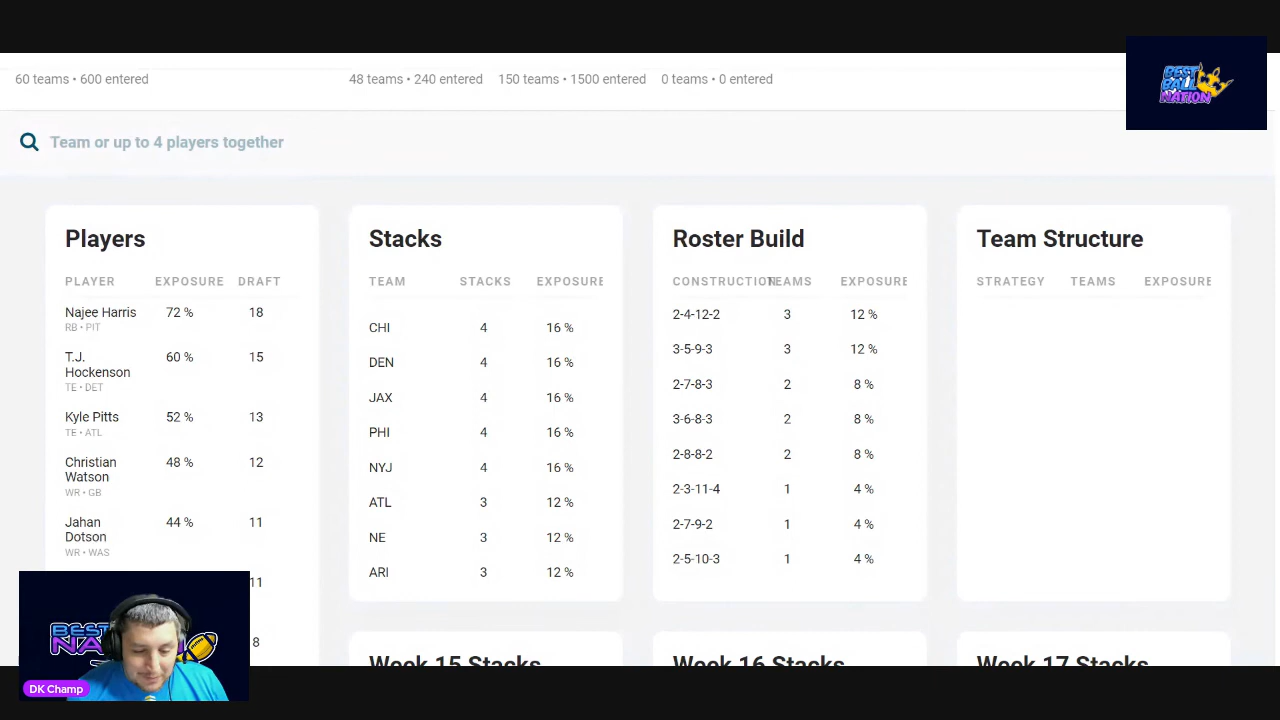 60 teams • 600 entered
48 teams • 240 entered
150 teams • 1500 entered
0 teams • 0 entered
BEST
BALL
NATION
Team or up to 4 players together
Players
PLAYER EXPOSURE DRAFT
Najee Harris 72 % 18
RB • PIT
T.J. 60 % 15
Hockenson
TE • DET
Kyle Pitts 52 % 13
TE • ATL
Christian 48 % 12
Watson
WR • GB
Jahan 44 % 11
Dotson
WR • WAS
11
8
Stacks
TEAM STACKS EXPOSURE
CHI 4 16 %
DEN 4 16 %
JAX 4 16 %
PHI 4 16 %
NYJ 4 16 %
ATL 3 12 %
NE 3 12 %
ARI 3 12 %
Roster Build
CONSTRUCTION TEAMS EXPOSURE
2-4-12-2 3 12 %
3-5-9-3 3 12 %
2-7-8-3 2 8 %
3-6-8-3 2 8 %
2-8-8-2 2 8 %
2-3-11-4 1 4 %
2-7-9-2 1 4 %
2-5-10-3 1 4 %
Team Structure
STRATEGY TEAMS EXPOSURE
Week 15 Stacks
Week 16 Stacks
Week 17 Stacks
BEST
NA
DK Champ